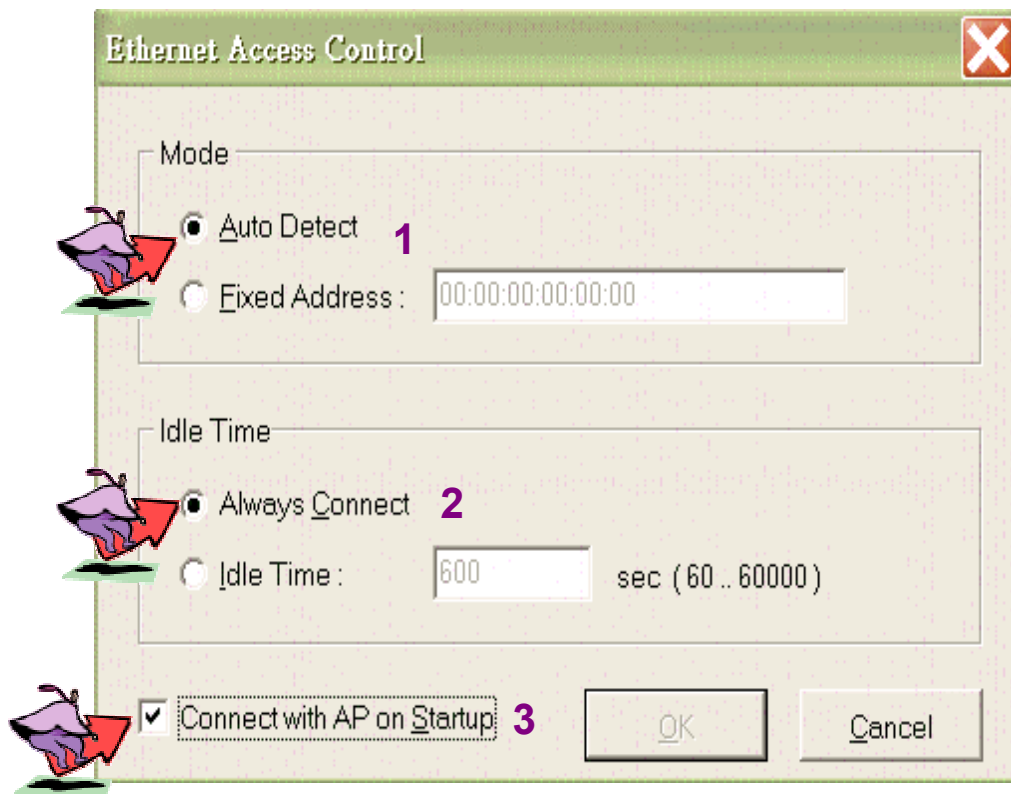 Ethernet Access Control
Mode
Auto Detect 1
Fixed Address : 00:00:00:00:00:00
Idle Time
Always Connect 2
Idle Time : 600 sec ( 60 .. 60000 )
Connect with AP on Startup 3
OK
Cancel